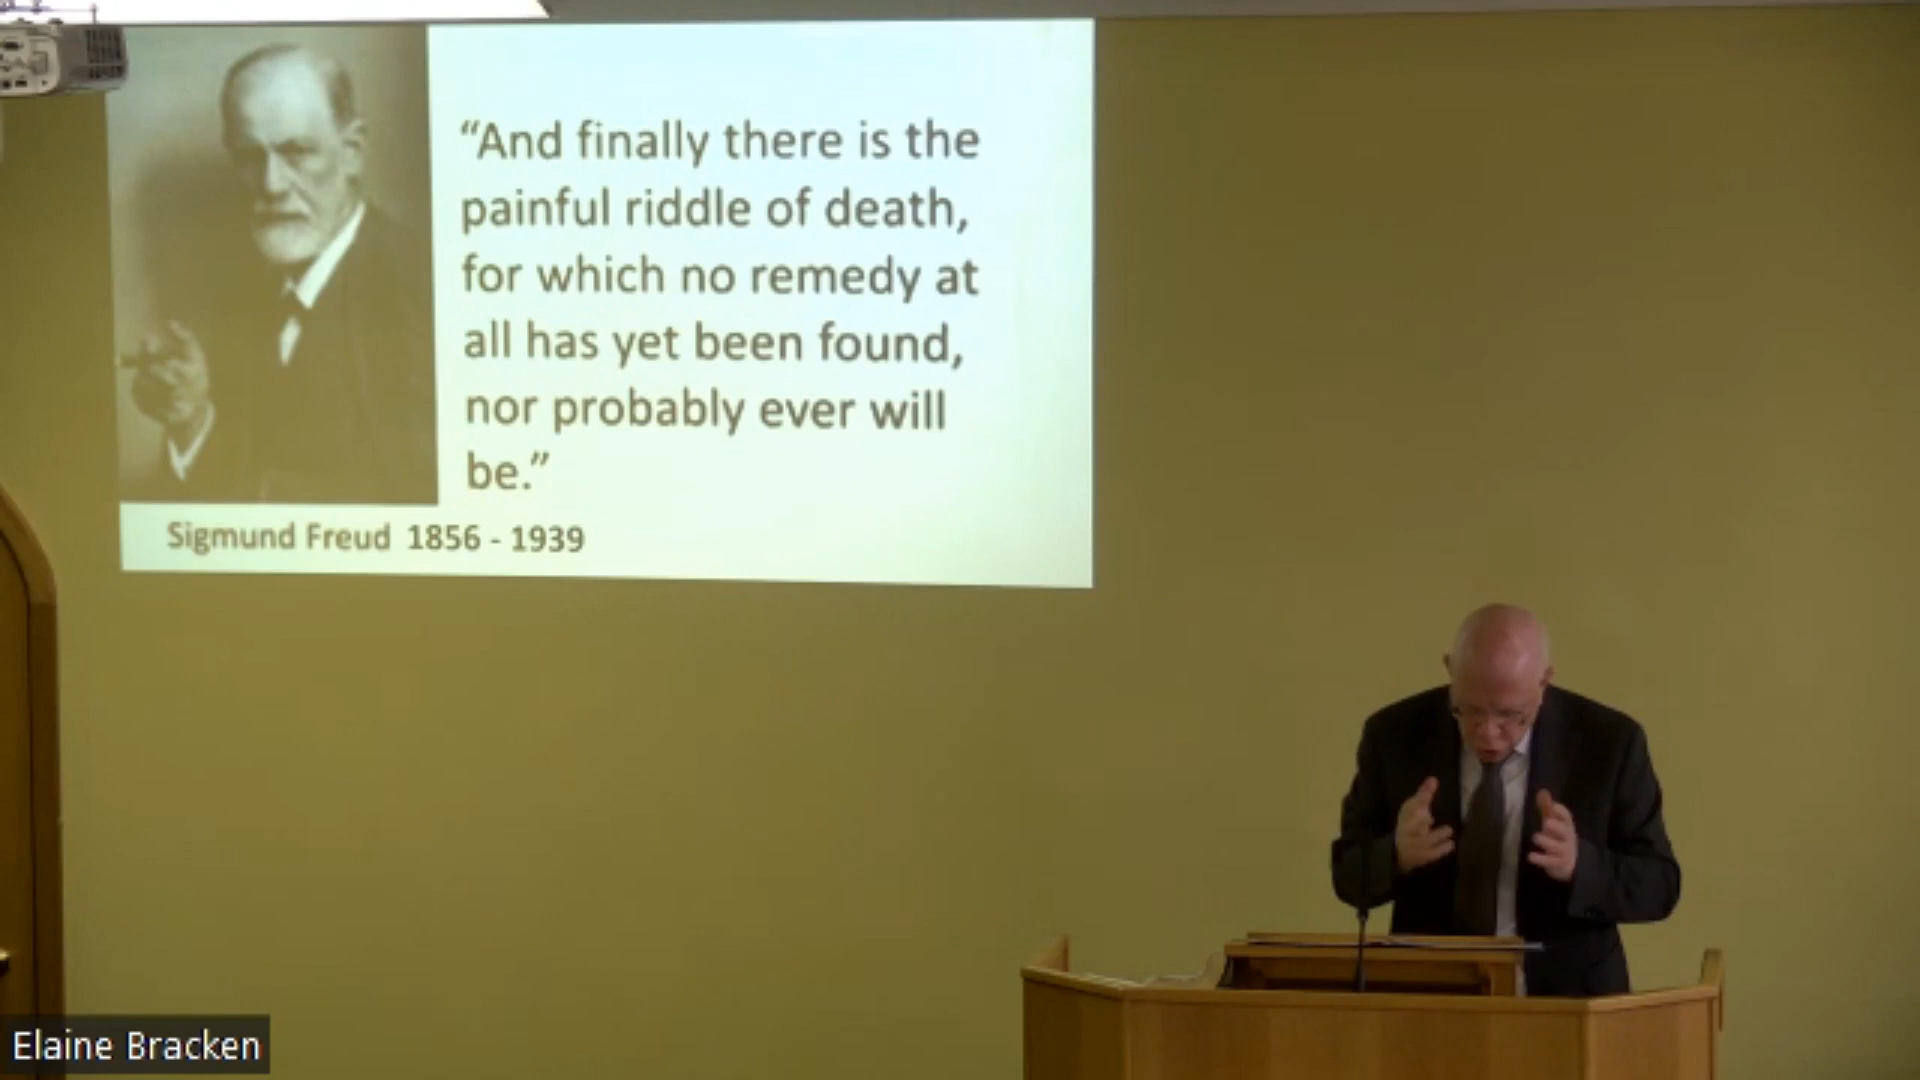 “And finally there is the
painful riddle of death,
for which no remedy at
all has yet been found,
nor probably ever will
be.”
Sigmund Freud 1856 - 1939
Elaine Bracken